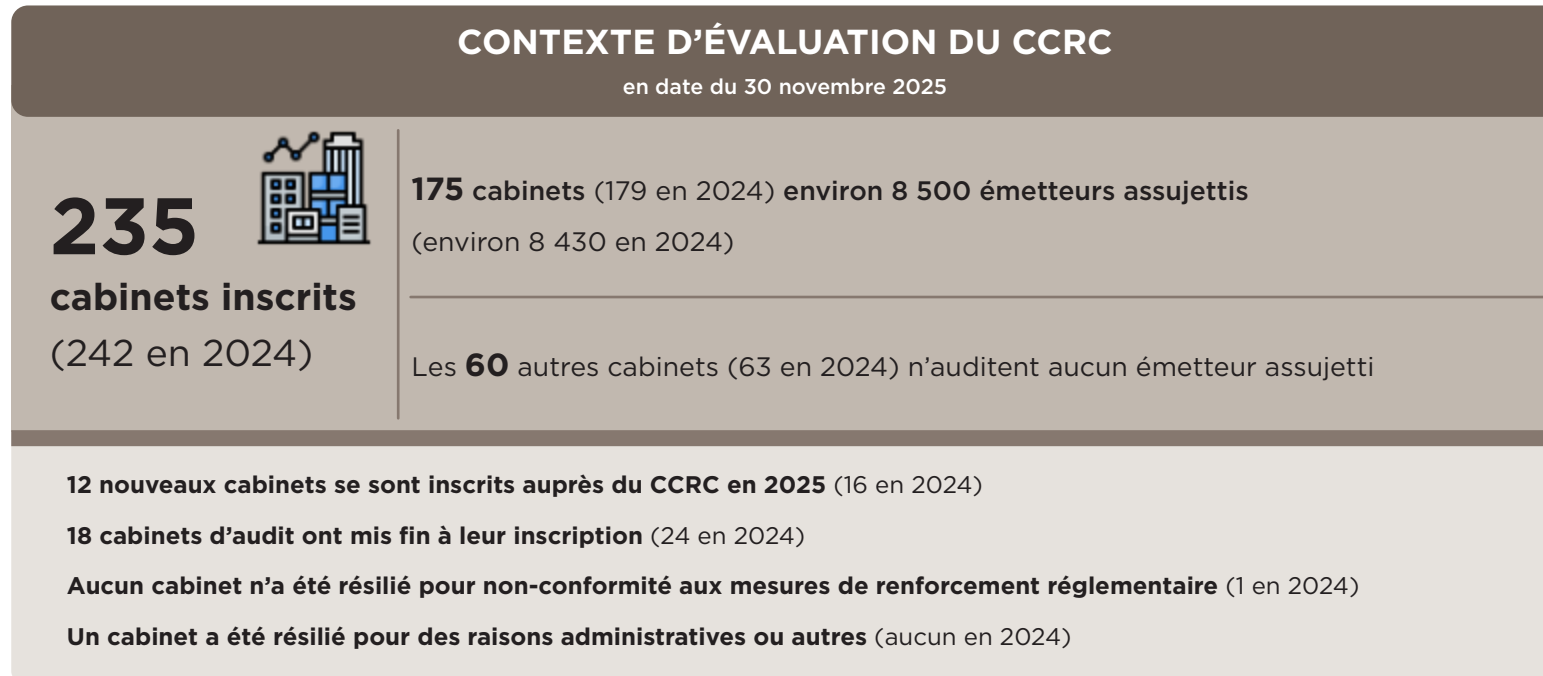 CONTEXTE D'ÉVALUATION DU CCRC
en date du 30 novembre 2025
235
cabinets inscrits
(242 en 2024)
175 cabinets (179 en 2024) environ 8 500 émetteurs assujettis
(environ 8 430 en 2024)
Les 60 autres cabinets (63 en 2024) n'auditent aucun émetteur assujetti
12 nouveaux cabinets se sont inscrits auprès du CCRC en 2025 (16 en 2024)
18 cabinets d'audit ont mis fin à leur inscription (24 en 2024)
Aucun cabinet n'a été résilié pour non-conformité aux mesures de renforcement réglementaire (1 en 2024)
Un cabinet a été résilié pour des raisons administratives ou autres (aucun en 2024)